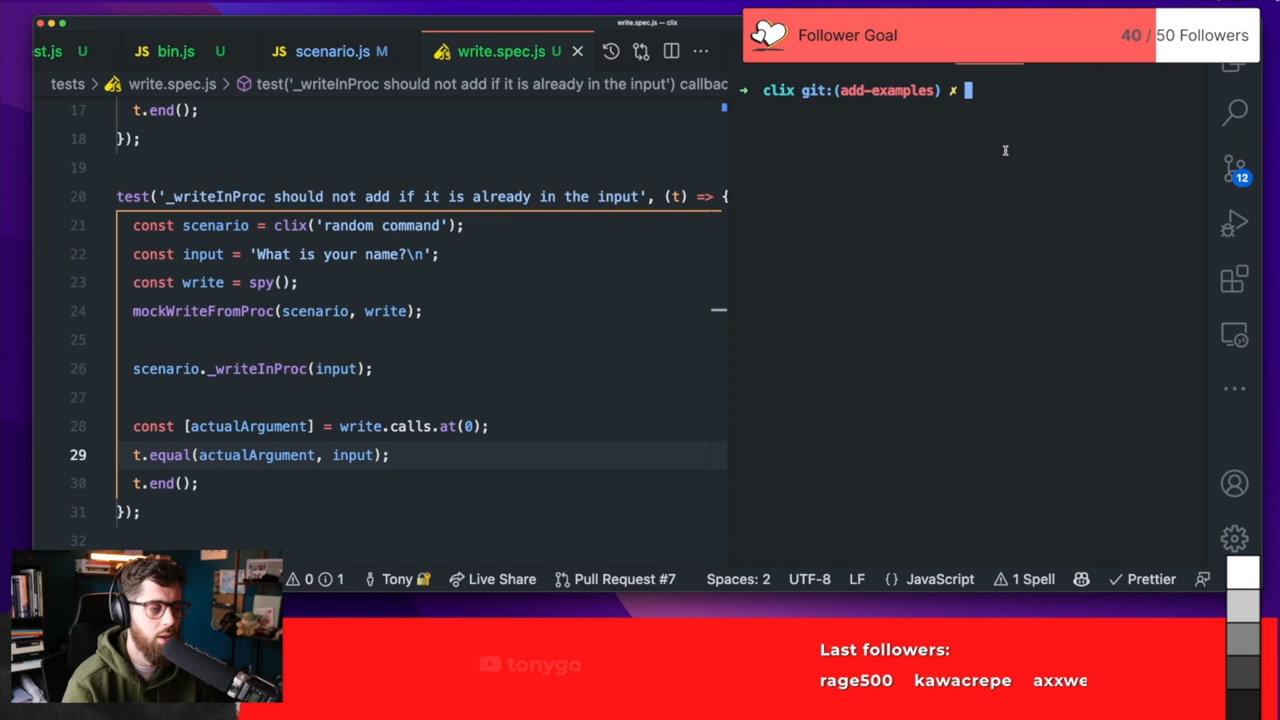 write.spec.js — clix
st.js U
JS bin.js U
JS scenario.js M
write.spec.js U
Follower Goal
40 / 50 Followers
tests > write.spec.js > test('_writeInProc should not add if it is already in the input') callbac
clix git:(add-examples) ✗
17 t.end();
18 });
19
20 test('_writeInProc should not add if it is already in the input', (t) => {
21 const scenario = clix('random command');
22 const input = 'What is your name?\n';
23 const write = spy();
24 mockWriteFromProc(scenario, write);
25
26 scenario._writeInProc(input);
27
28 const [actualArgument] = write.calls.at(0);
29 t.equal(actualArgument, input);
30 t.end();
31 });
32
12
0 1 Tony Live Share Pull Request #7 Spaces: 2 UTF-8 LF {} JavaScript 1 Spell Prettier
tonygo
Last followers:
rage500 kawacrepe axxwe